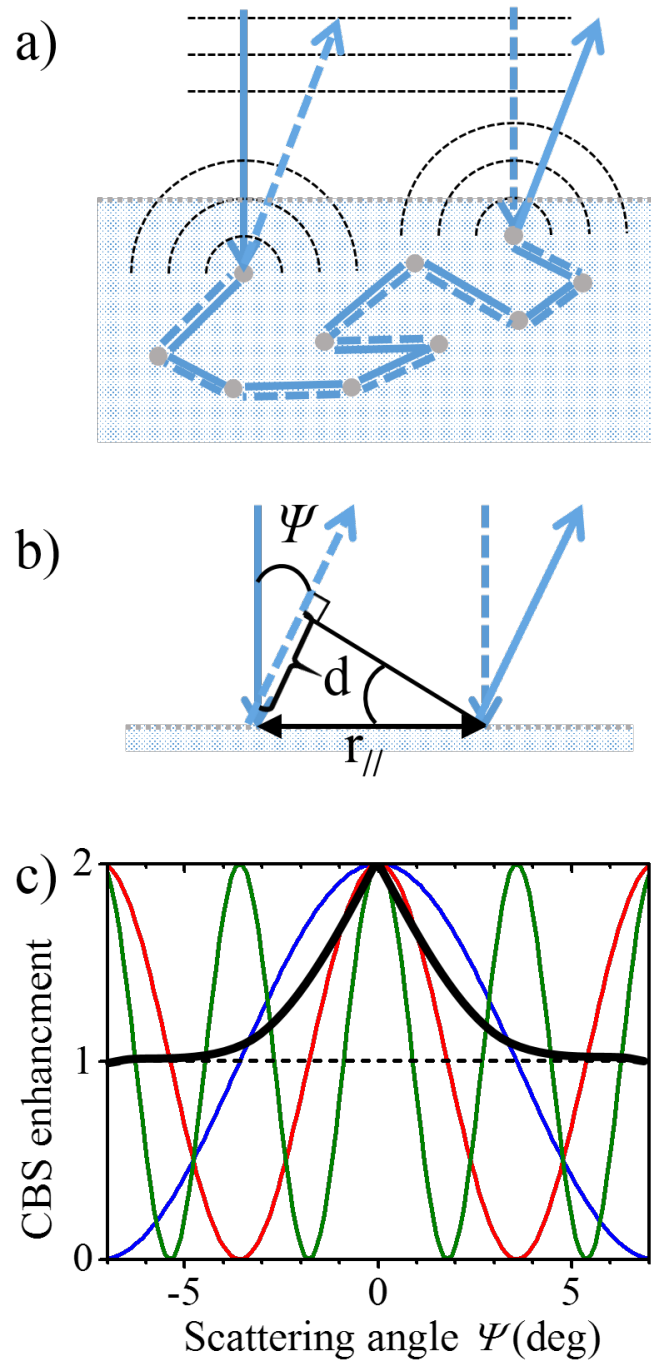 a)
b)
Ψ
d
r//
c)
2
1
0
CBS enhancment
-5 0 5
Scattering angle Ψ(deg)